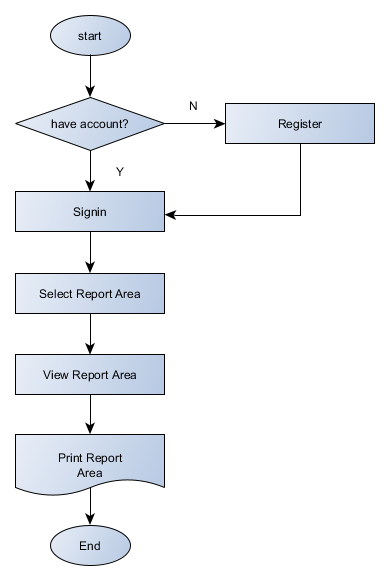 start
have account?
N
Register
Y
Signin
Select Report Area
View Report Area
Print Report
Area
End